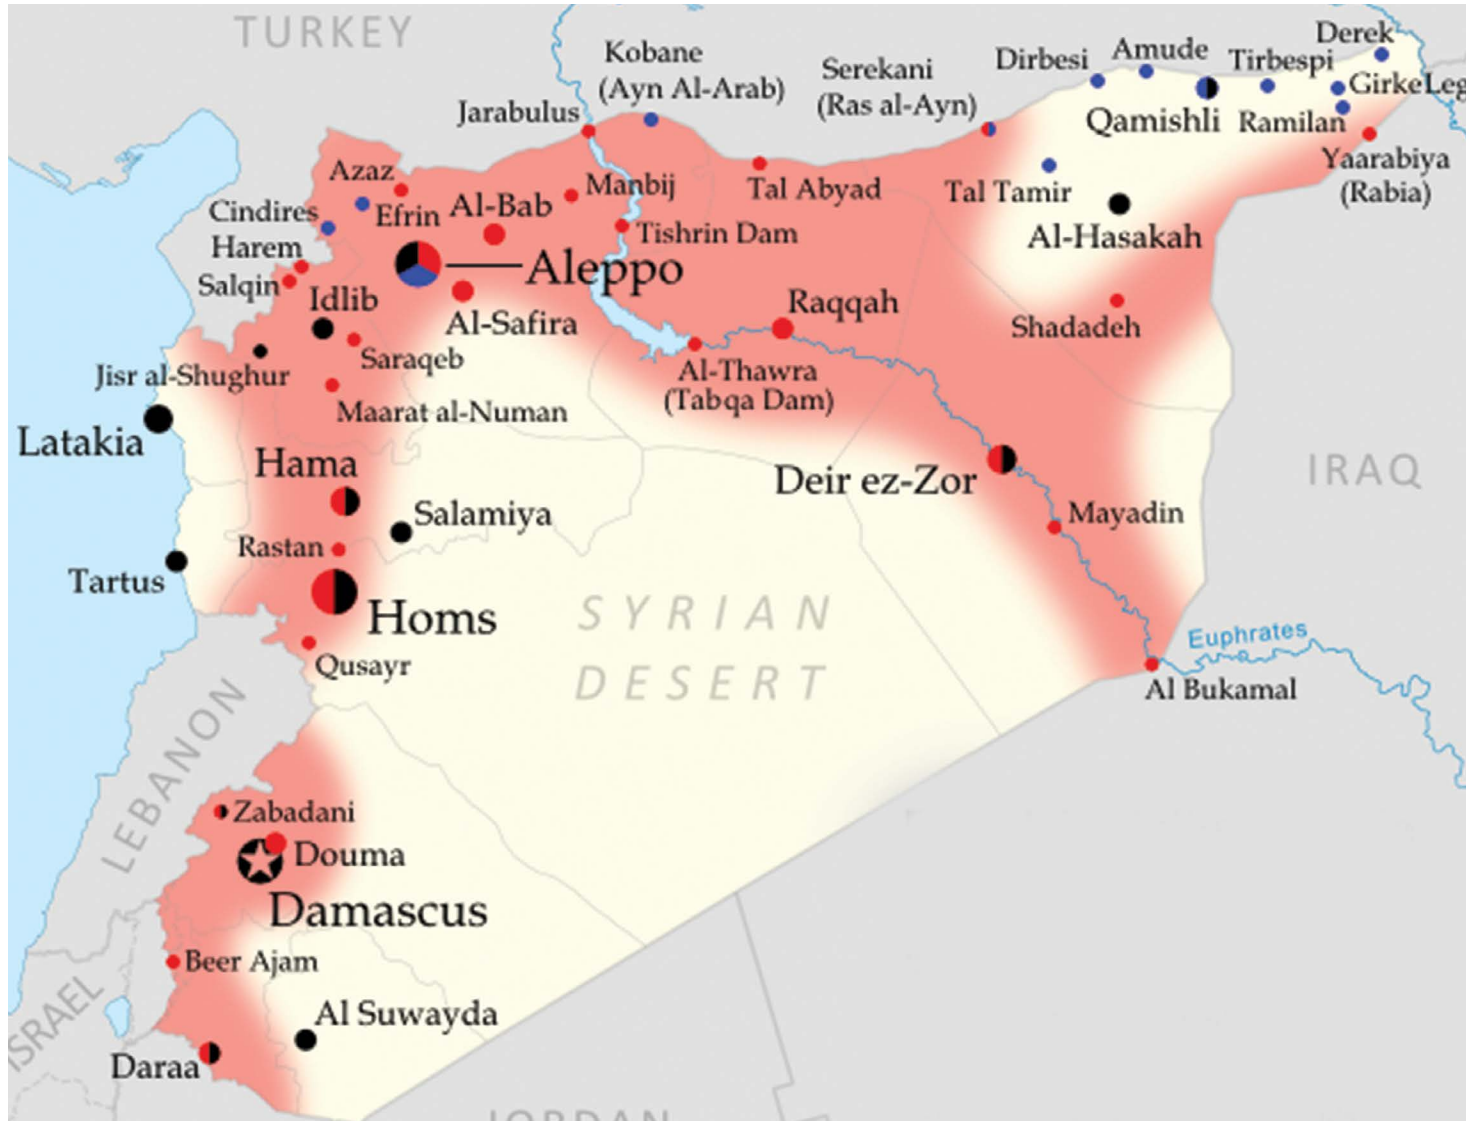 TURKEY
Kobane
(Ayn Al-Arab)
Serekani
(Ras al-Ayn)
Dirbesi
Amude
Tirbespi
Derek
GirkeLeg
Jarabulus
Qamishli
Ramilan
Yaarabiya
(Rabia)
Azaz
Efrin
Al-Bab
Manbij
Tal Abyad
Tal Tamir
Cindires
Harem
Tishrin Dam
Al-Hasakah
Salqin
Aleppo
Idlib
Al-Safira
Raqqah
Shadadeh
Saraqeb
Jisr al-Shughur
Al-Thawra
(Tabqa Dam)
Maarat al-Numan
Latakia
Hama
Deir ez-Zor
IRAQ
Salamiya
Mayadin
Rastan
Tartus
Homs
SYRIAN
DESERT
Euphrates
Qusayr
Al Bukamal
LEBANON
Zabadani
Douma
Damascus
Beer Ajam
ISRAEL
Al Suwayda
Daraa
JORDAN